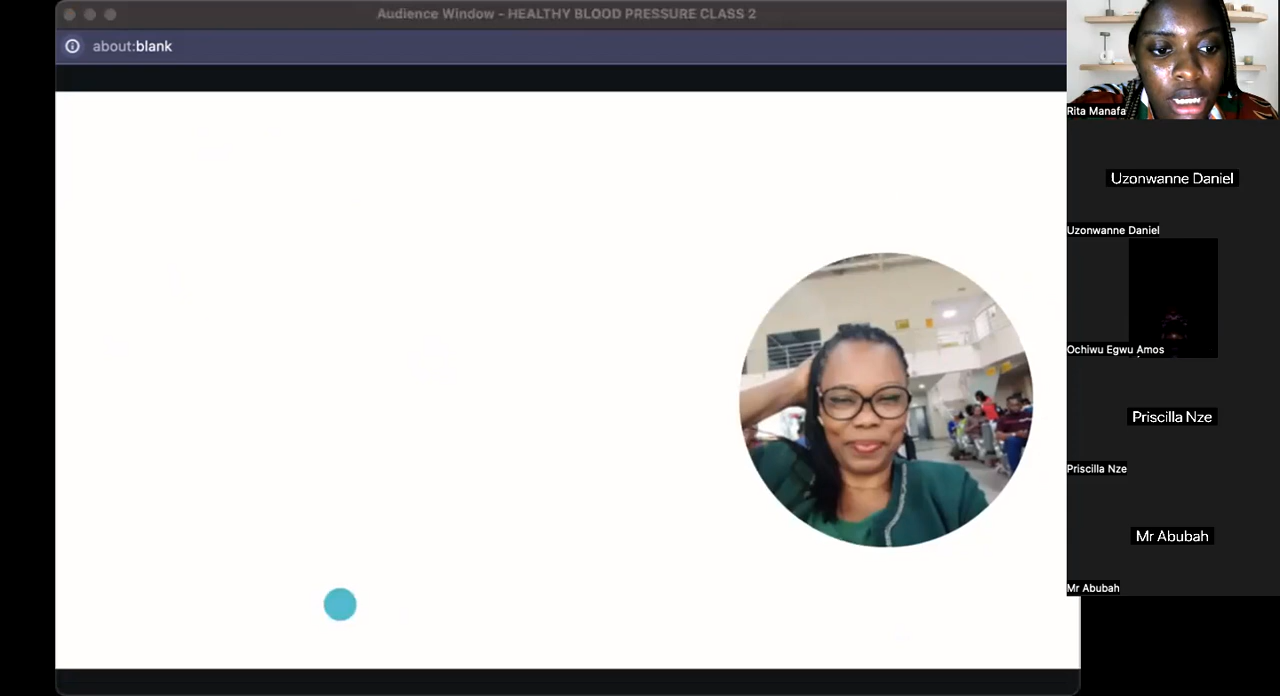 Audience Window - HEALTHY BLOOD PRESSURE CLASS 2
about:blank
Rita Manafa
Uzonwanne Daniel
Uzonwanne Daniel
Ochiwu Egwu Amos
Priscilla Nze
Priscilla Nze
Mr Abubah
Mr Abubah